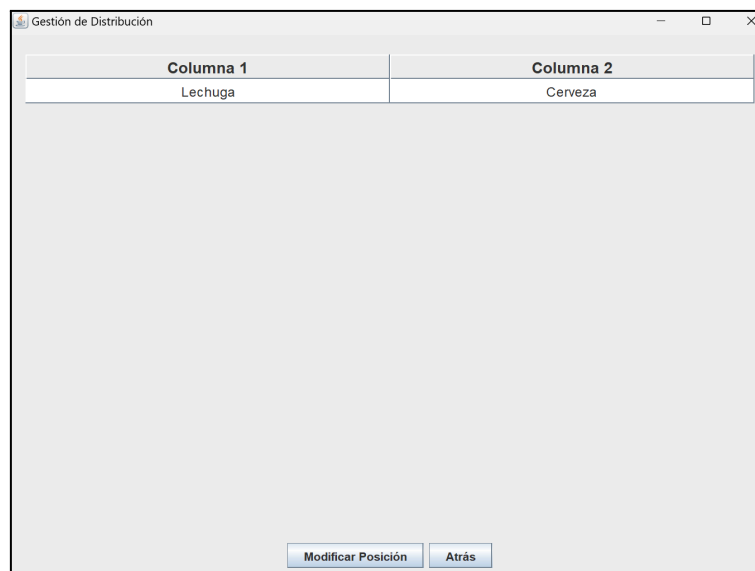 Gestión de Distribución
Columna 1 Columna 2
Lechuga Cerveza
Modificar Posición Atrás